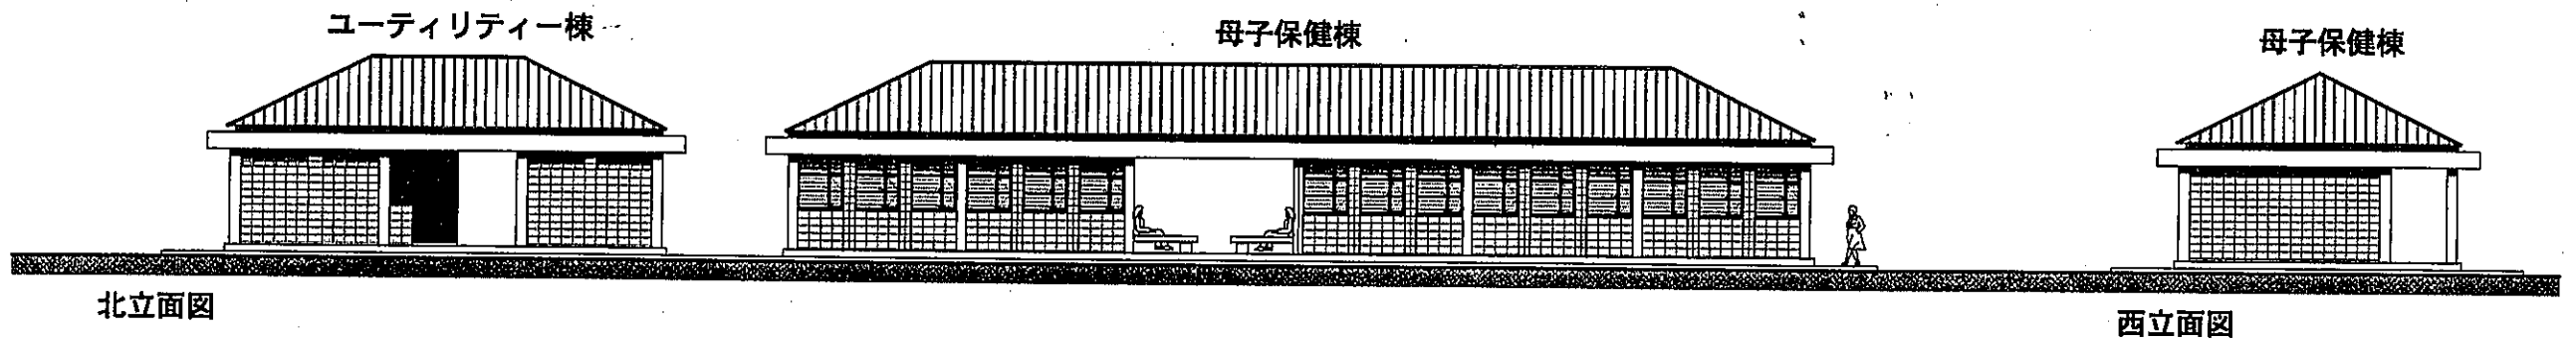 ユーティリティー棟
母子保健棟
母子保健棟
北立面図
西立面図